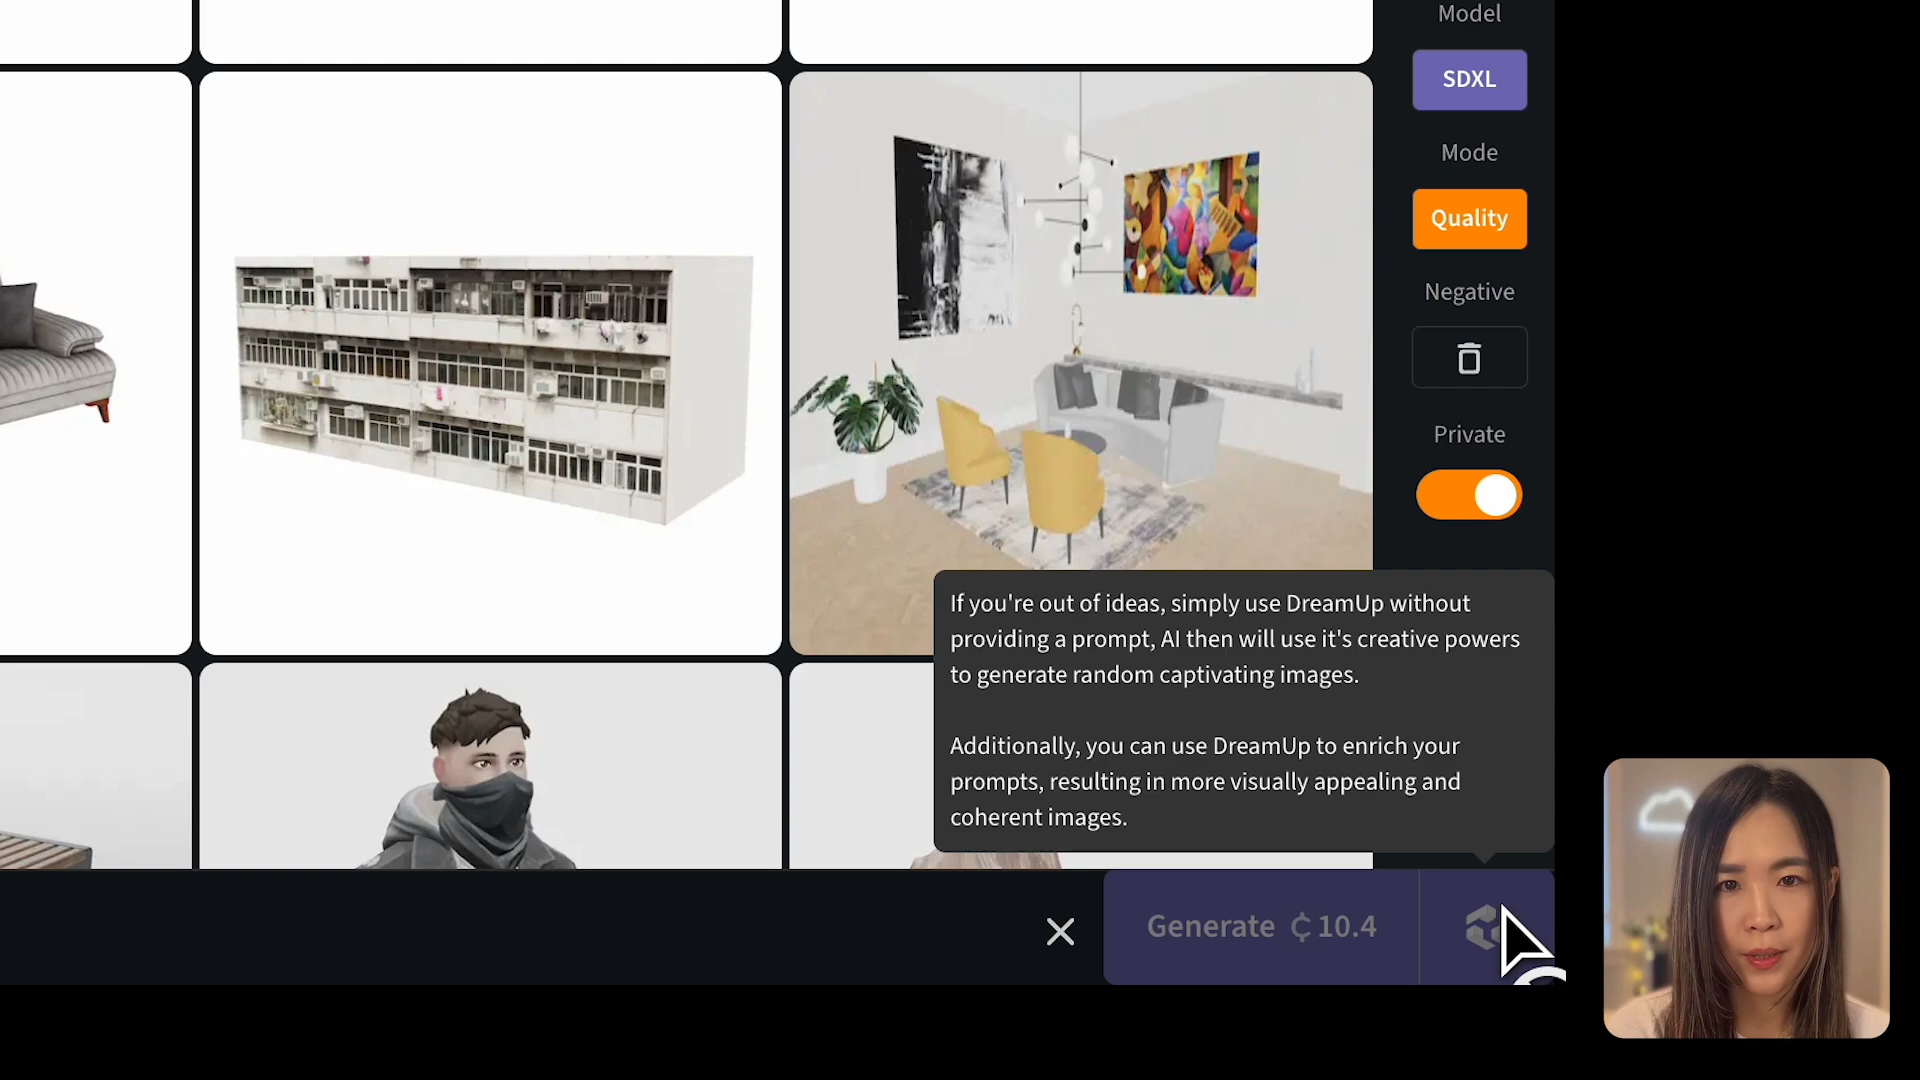 Model
SDXL
Mode
Quality
Negative
Private
If you're out of ideas, simply use DreamUp without
providing a prompt, AI then will use it's creative powers
to generate random captivating images.
Additionally, you can use DreamUp to enrich your
prompts, resulting in more visually appealing and
coherent images.
Generate ₵ 10.4